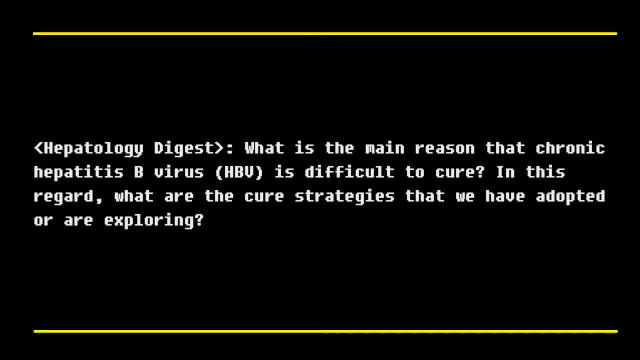 <Hepatology Digest>: What is the main reason that chronic
hepatitis B virus (HBV) is difficult to cure? In this
regard, what are the cure strategies that we have adopted
or are exploring?